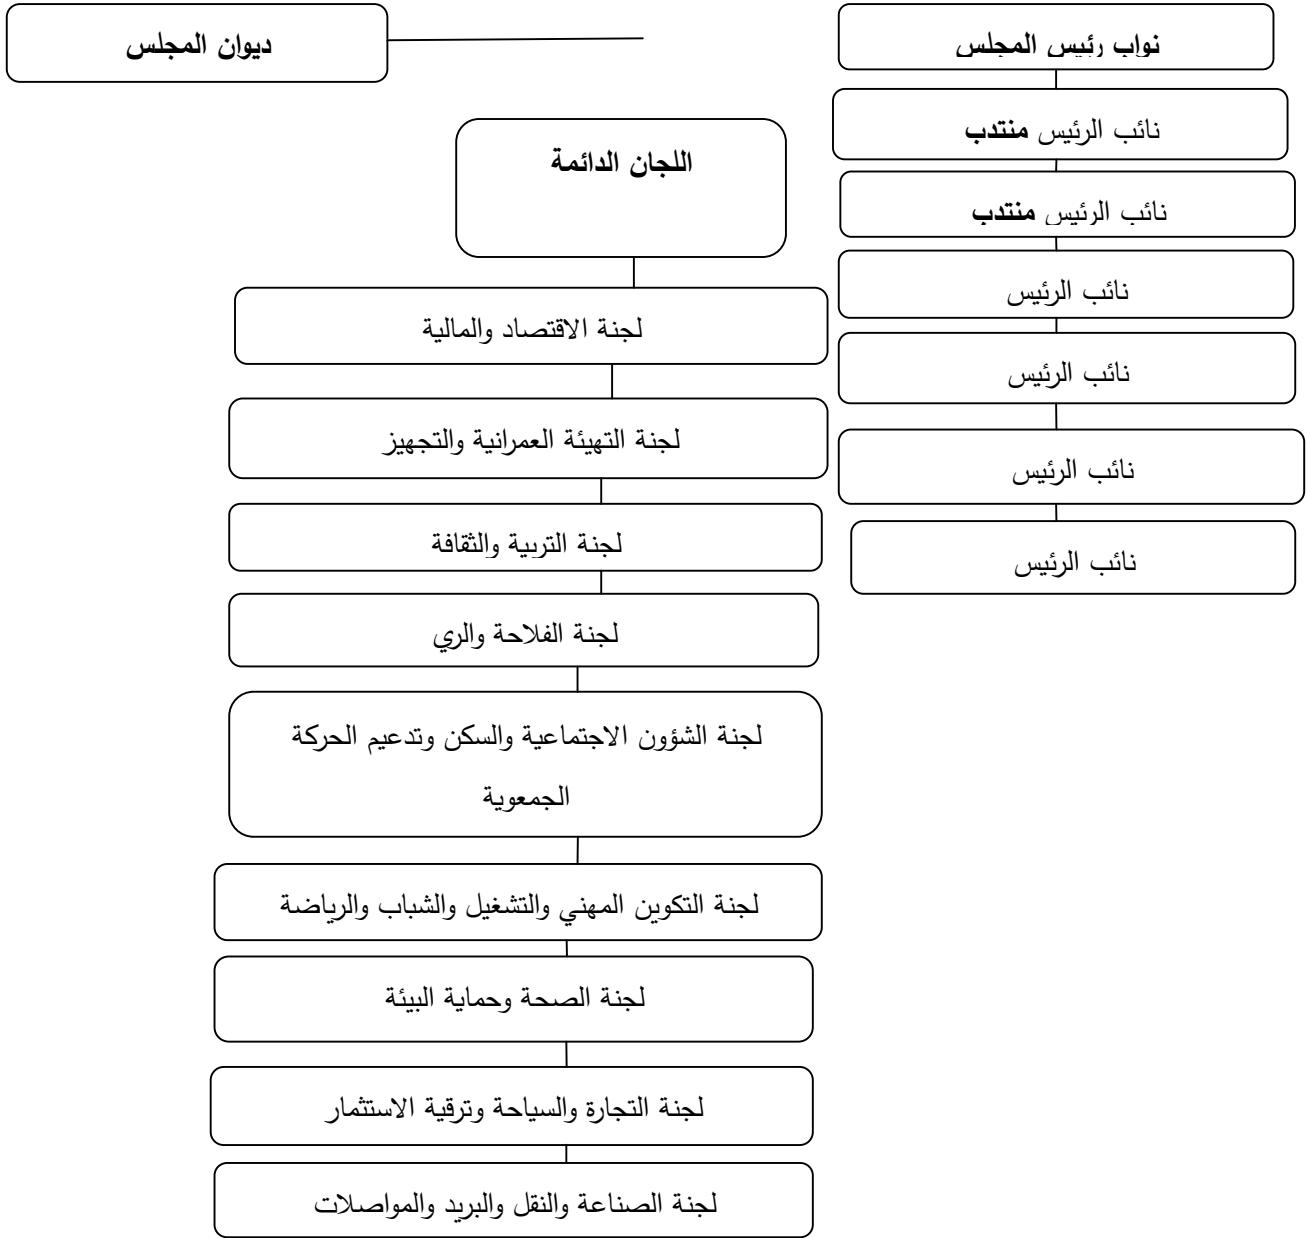 نواب رئيس المجلس
ديوان المجلس
نائب الرئيس منتدب
نائب الرئيس منتدب
نائب الرئيس
نائب الرئيس
نائب الرئيس
نائب الرئيس
اللجان الدائمة
لجنة الاقتصاد والمالية
لجنة التهيئة العمرانية والتجهيز
لجنة التربية والثقافة
لجنة الفلاحة والري
لجنة الشؤون الاجتماعية والسكن وتدعيم الحركة
الجمعوية
لجنة التكوين المهني والتشغيل والشباب والرياضة
لجنة الصحة وحماية البيئة
لجنة التجارة والسياحة وترقية الاستثمار
لجنة الصناعة والنقل والبريد والمواصلات